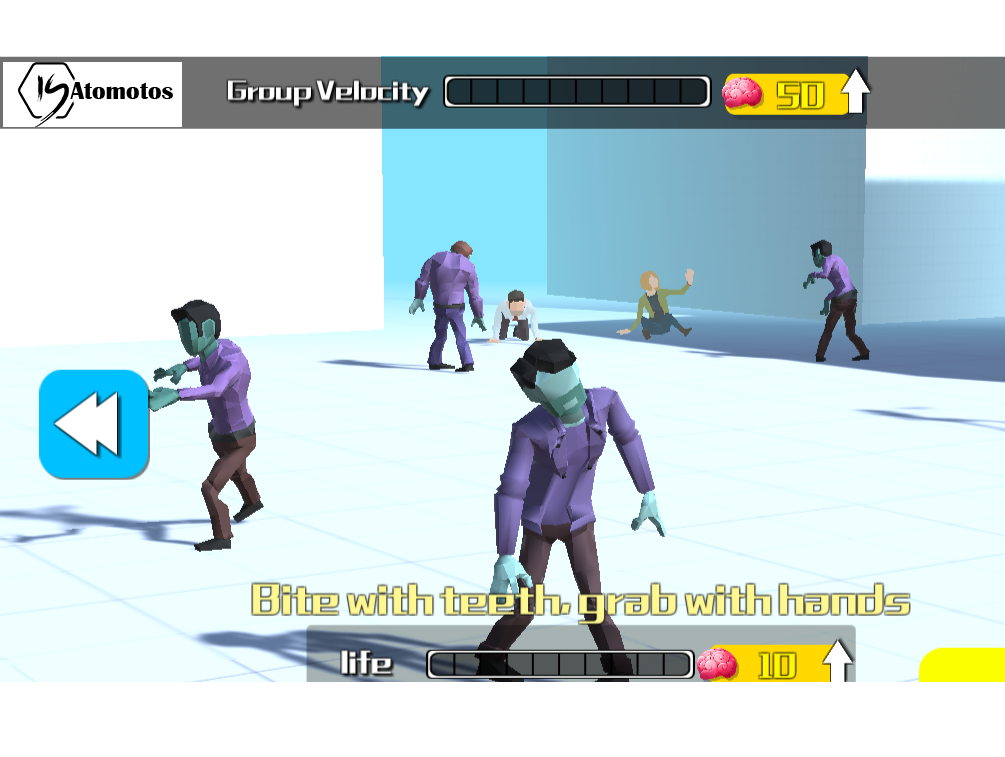 Atomotos
Group Velocity
50
Bite with teeth, grab with hands
life
10